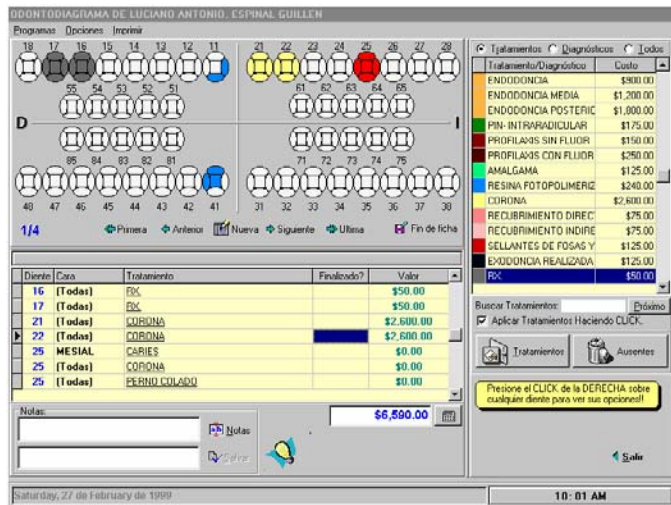 ODONTODIAGRAMA DE LUCIANO ANTONIO. ESPINAL GUILLEN
Programas Opciones Imprimir
18 17 16 15 14 13 12 11 21 22 23 24 25 26 27 28
55 54 53 52 51 61 62 63 64 65
D I
85 84 83 82 81 71 72 73 74 75
48 47 46 45 44 43 42 41 31 32 33 34 35 36 37 38
1/4 Primera Anterior Nueva Siguiente Ultima Fin de ficha
Diente Cara Tratamiento Finalizado? Valor
16 (Todas) RX. $50.00
17 (Todas) RX. $50.00
21 (Todas) CORONA $2,600.00
22 (Todas) CORONA $2,600.00
25 MESIAL CARIES $0.00
25 (Todas) CORONA $0.00
25 (Todas) PERNO COLADO $0.00
Notas:
$6,590.00
Notas
Salvar
Tratamientos Diagnósticos Todos
Tratamiento/Diagnóstico Costo
ENDODONCIA $900.00
ENDODONCIA MEDIA $1,200.00
ENDODONCIA POSTERIC $1,800.00
PIN- INTRARADICULAR $175.00
PROFILAXIS SIN FLUOR $150.00
PROFILAXIS CON FLUOR $250.00
AMALGAMA $125.00
RESINA FOTOPOLIMERIZ $240.00
CORONA $2,600.00
RECUBRIMIENTO DIREC $75.00
RECUBRIMIENTO INDIRE $75.00
SELLANTES DE FOSAS Y $125.00
EXODONCIA REALIZADA $125.00
RX $50.00
Buscar Tratamientos: Próximo
Aplicar Tratamientos Haciendo CLICK.
Tratamientos Ausentes
Presione el CLICK de la DERECHA sobre
cualquier diente para ver sus opciones!!
Salir
Saturday, 27 de February de 1999 10: 01 AM